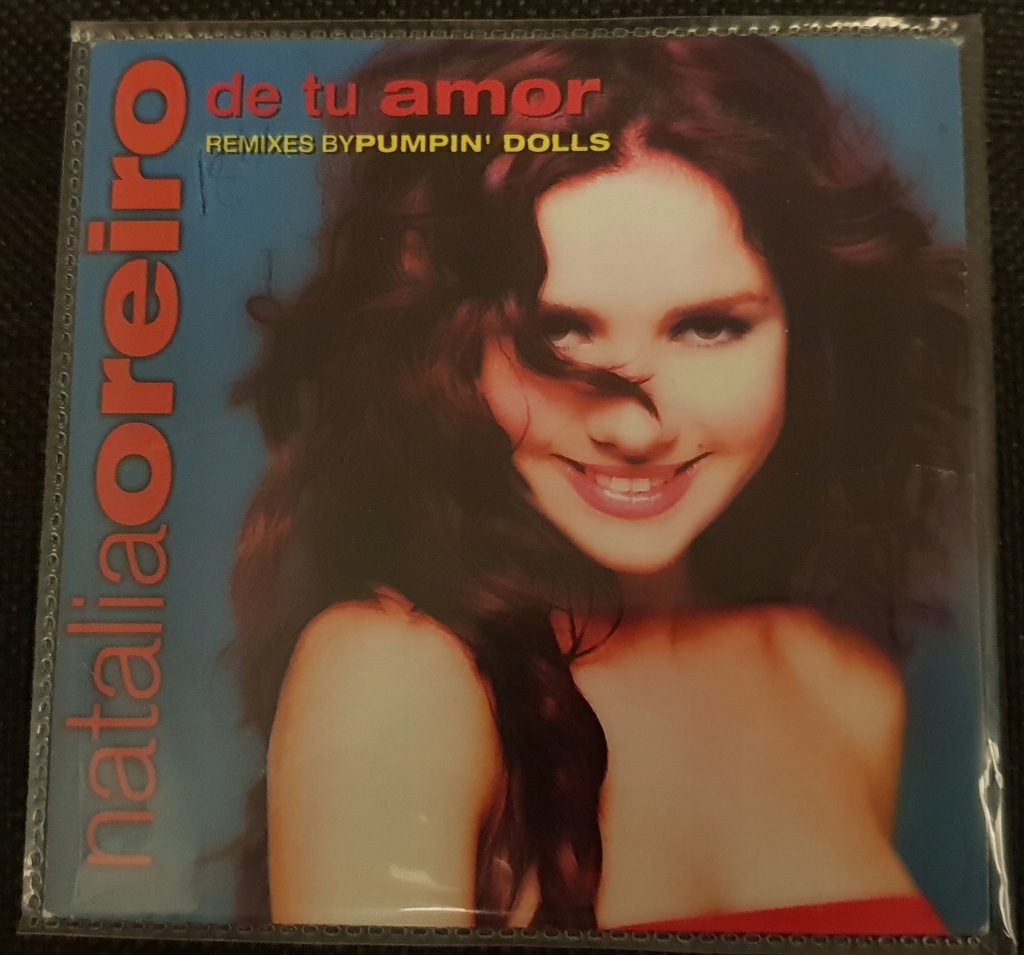 nataliaoreiro
de tu amor
REMIXES BYPUMPIN' DOLLS